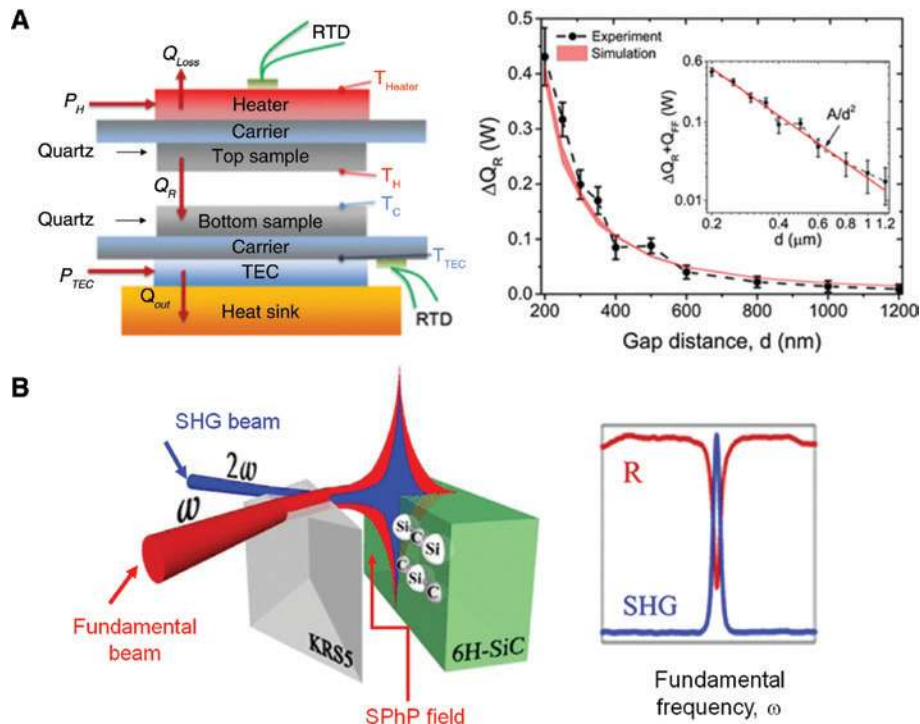 A
RTD
Q_Loss
T_Heater
P_H
Heater
Carrier
Quartz
Top sample
T_H
Q_R
T_C
Quartz
Bottom sample
Carrier
T_TEC
P_TEC
TEC
Q_out
Heat sink
RTD
ΔQ_R (W)
0.5
0.4
0.3
0.2
0.1
0.0
Experiment
Simulation
ΔQ_R+Q_FF (W)
0.6
0.1
0.01
A/d²
0.2 0.4 0.6 0.8 1 1.2
d (μm)
200 400 600 800 1000 1200
Gap distance, d (nm)
B
SHG beam
2ω
ω
Si
C
Si
C
Si
C
Fundamental
beam
KRS5
6H-SiC
SPhP field
R
SHG
Fundamental
frequency, ω